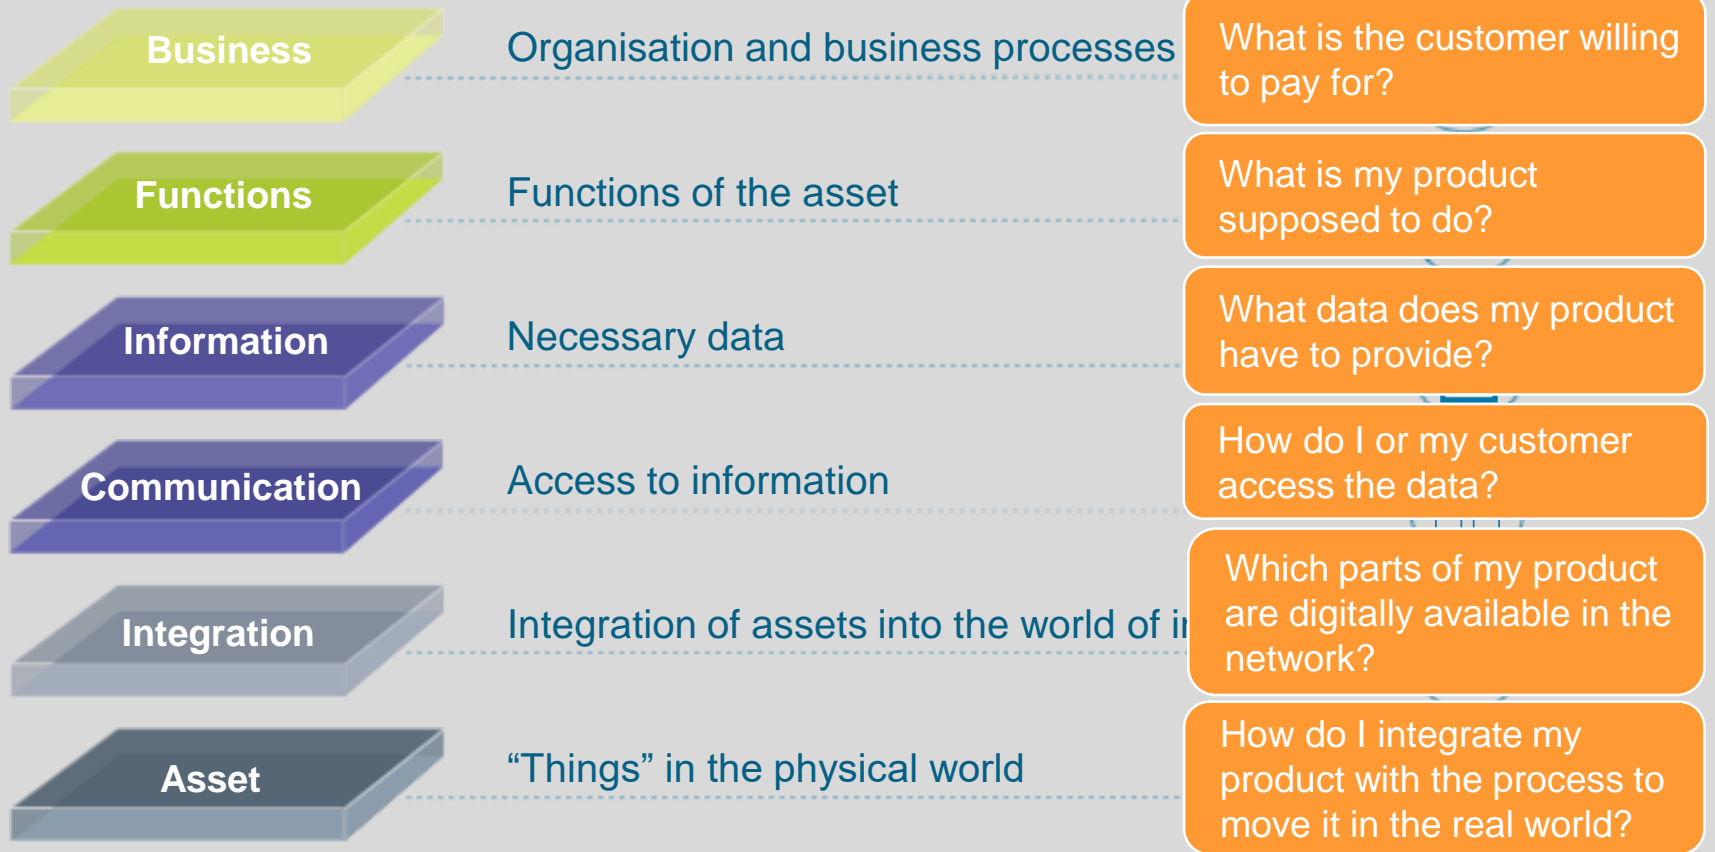 Business
Organisation and business processes
What is the customer willing
to pay for?
Functions
Functions of the asset
What is my product
supposed to do?
Information
Necessary data
What data does my product
have to provide?
Communication
Access to information
How do I or my customer
access the data?
Integration
Integration of assets into the world of
Which parts of my product
are digitally available in the
network?
Asset
“Things” in the physical world
How do I integrate my
product with the process to
move it in the real world?